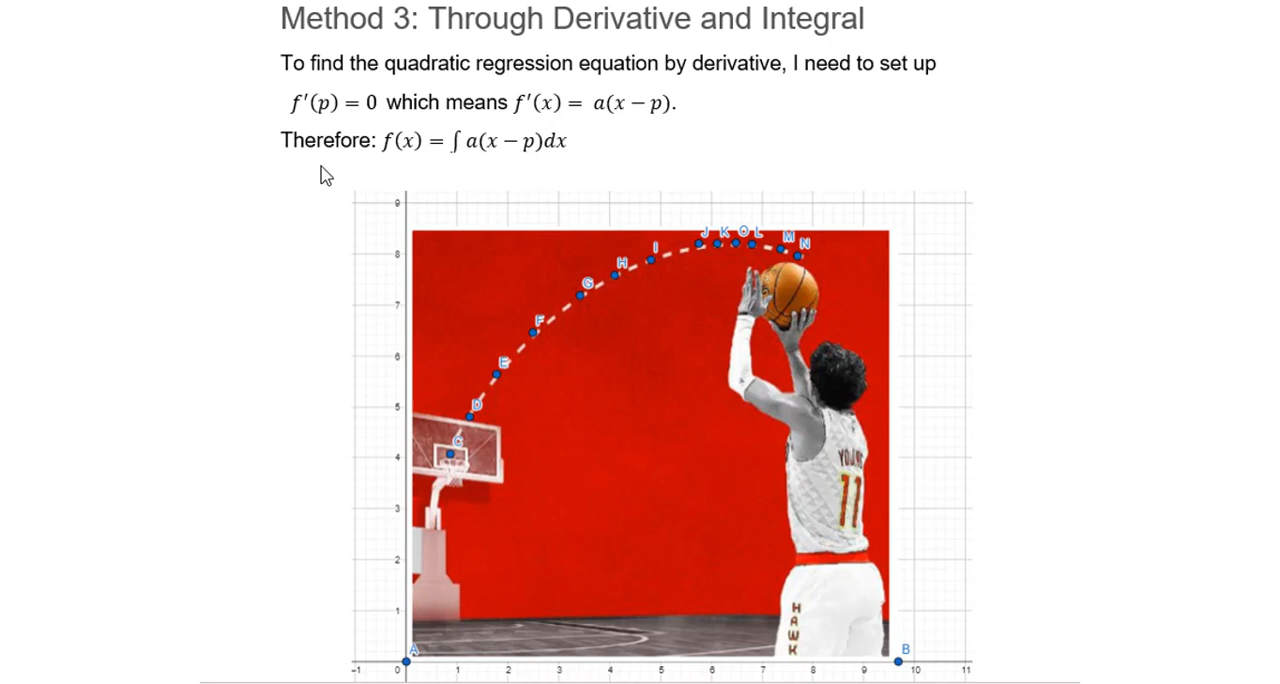 Method 3: Through Derivative and Integral
To find the quadratic regression equation by derivative, I need to set up
f′(p) = 0 which means f′(x) = a(x − p).
Therefore: f(x) = ∫ a(x − p)dx
9
J K O L M N
8
I
H
G
7
F
6
E
5
D
C
4
YOUNG
11
3
2
1
H
A
W
K
A
B
-1 0 1 2 3 4 5 6 7 8 9 10 11